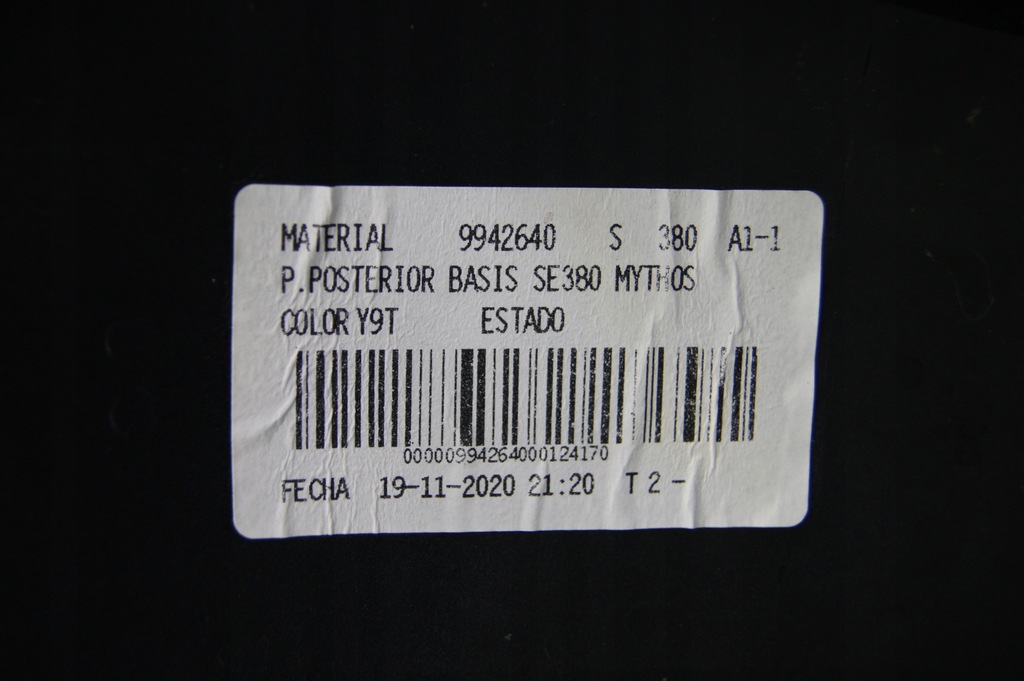 MATERIAL 9942640 S 380 A1-1
P.POSTERIOR BASIS SE380 MYTHOS
COLOR Y9T ESTADO
00000994264000124170
FECHA 19-11-2020 21:20 T 2 -